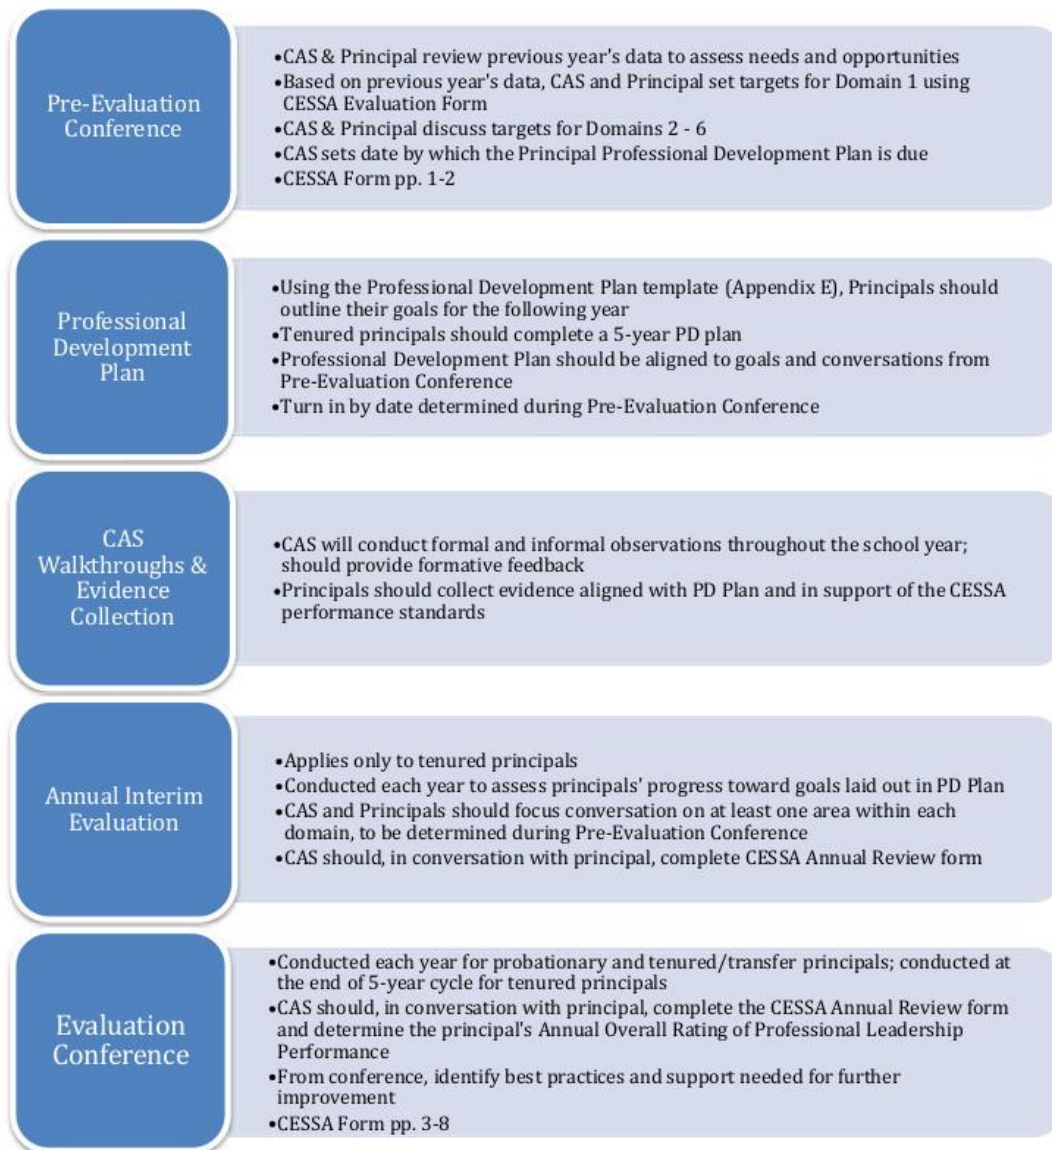 Pre-Evaluation
Conference
•CAS & Principal review previous year's data to assess needs and opportunities
•Based on previous year's data, CAS and Principal set targets for Domain 1 using
CESSA Evaluation Form
•CAS & Principal discuss targets for Domains 2 - 6
•CAS sets date by which the Principal Professional Development Plan is due
•CESSA Form pp. 1-2
Professional
Development
Plan
•Using the Professional Development Plan template (Appendix E), Principals should
outline their goals for the following year
•Tenured principals should complete a 5-year PD plan
•Professional Development Plan should be aligned to goals and conversations from
Pre-Evaluation Conference
•Turn in by date determined during Pre-Evaluation Conference
CAS
Walkthroughs &
Evidence
Collection
•CAS will conduct formal and informal observations throughout the school year;
should provide formative feedback
•Principals should collect evidence aligned with PD Plan and in support of the CESSA
performance standards
Annual Interim
Evaluation
•Applies only to tenured principals
•Conducted each year to assess principals' progress toward goals laid out in PD Plan
•CAS and Principals should focus conversation on at least one area within each
domain, to be determined during Pre-Evaluation Conference
•CAS should, in conversation with principal, complete CESSA Annual Review form
Evaluation
Conference
•Conducted each year for probationary and tenured/transfer principals; conducted at
the end of 5-year cycle for tenured principals
•CAS should, in conversation with principal, complete the CESSA Annual Review form
and determine the principal's Annual Overall Rating of Professional Leadership
Performance
•From conference, identify best practices and support needed for further
improvement
•CESSA Form pp. 3-8